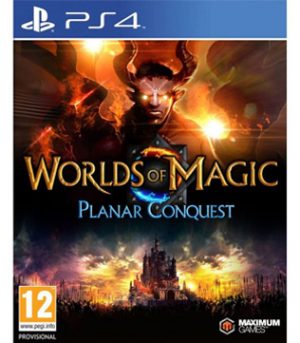 PS4
WORLDS OF MAGIC
PLANAR CONQUEST
12
www.pegi.info
PROVISIONAL
MAXIMUM
GAMES